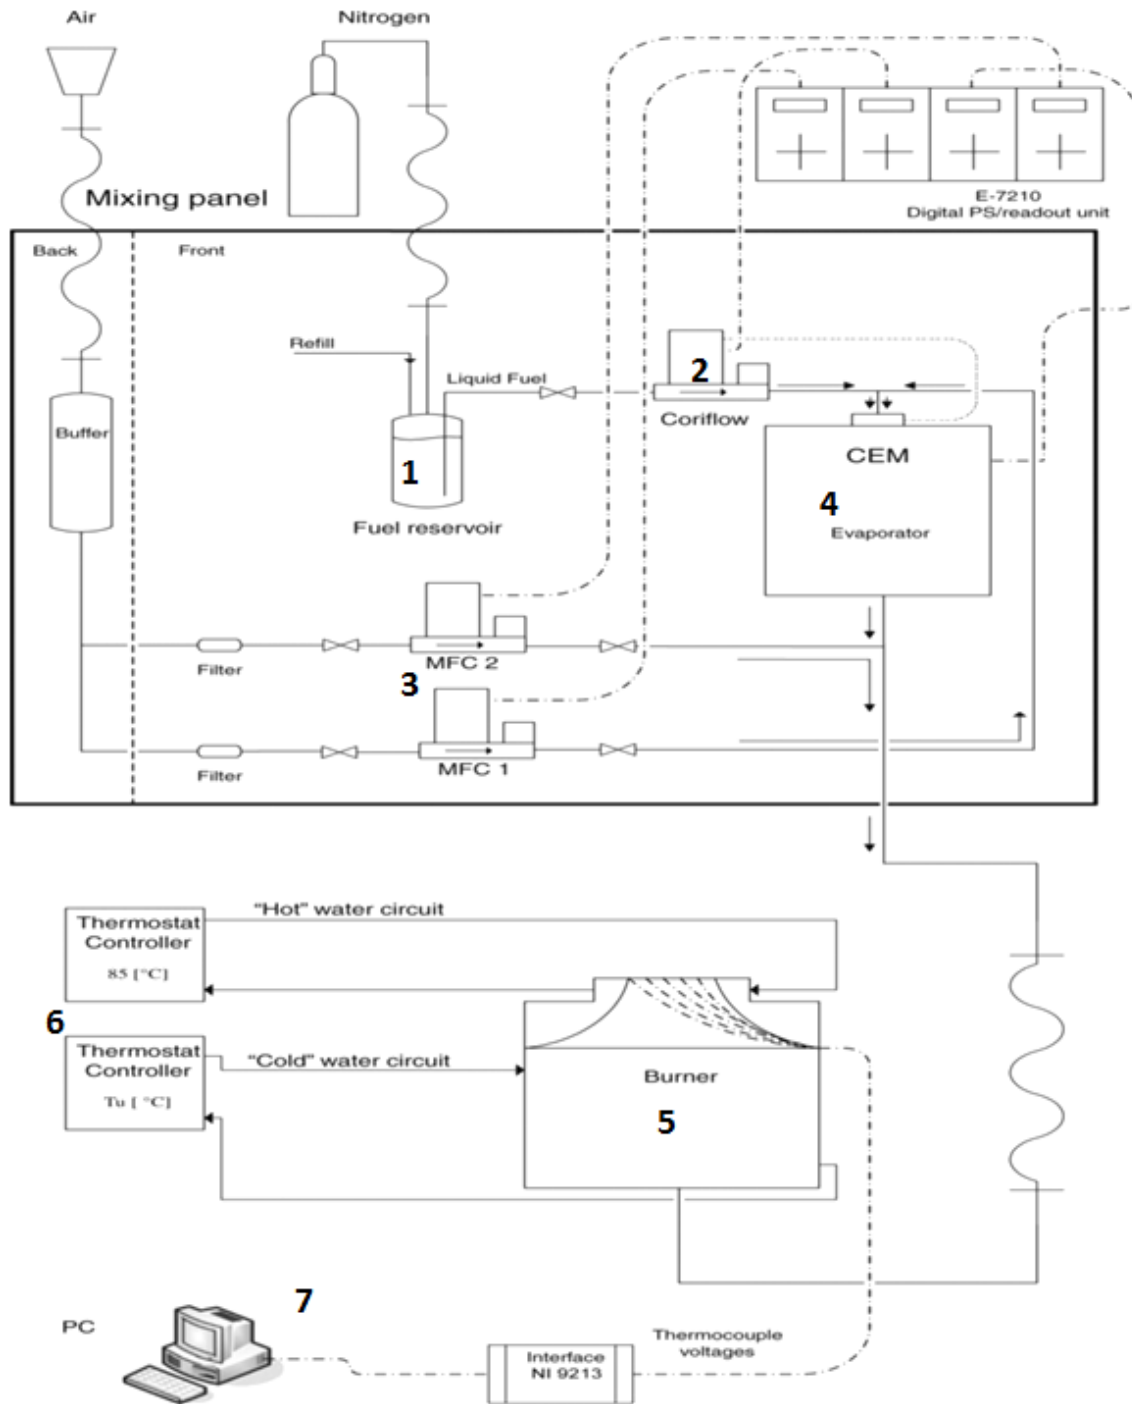 Air
Nitrogen
Mixing panel
E-7210
Digital PS/readout unit
Back
Front
Refill
Liquid Fuel
2
Coriflow
Buffer
1
Fuel reservoir
CEM
4
Evaporator
Filter
MFC 2
3
Filter
MFC 1
"Hot" water circuit
Thermostat
Controller
85 [°C]
6
Thermostat
Controller
Tu [ °C]
"Cold" water circuit
Burner
5
7
PC
Interface
NI 9213
Thermocouple
voltages